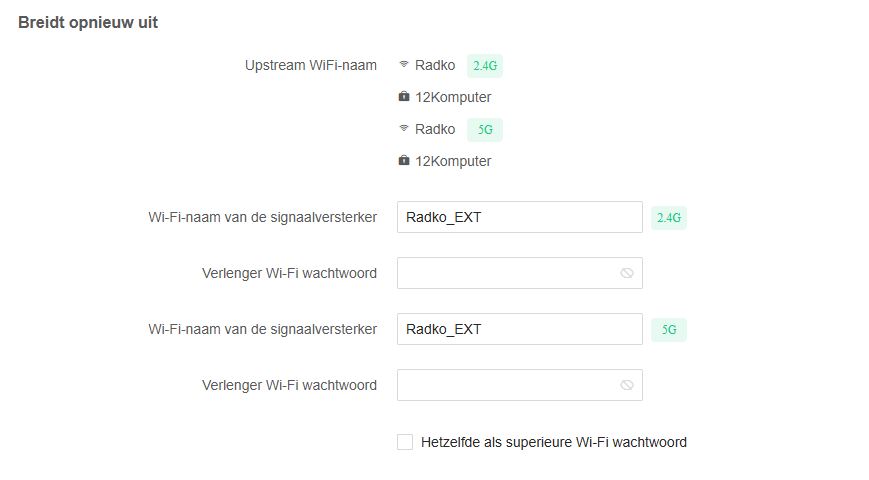 Breidt opnieuw uit
Upstream WiFi-naam Radko 2.4G
12Komputer
Radko 5G
12Komputer
Wi-Fi-naam van de signaalversterker Radko_EXT 2.4G
Verlenger Wi-Fi wachtwoord
Wi-Fi-naam van de signaalversterker Radko_EXT 5G
Verlenger Wi-Fi wachtwoord
Hetzelfde als superieure Wi-Fi wachtwoord